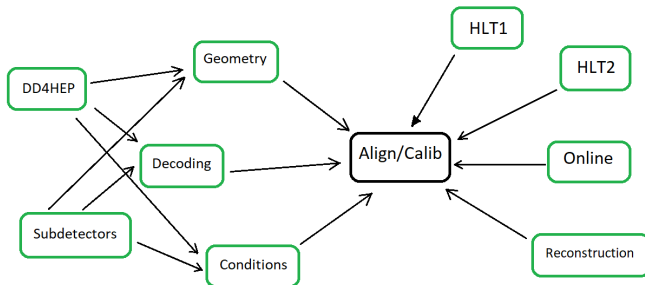 HLT1
Geometry
HLT2
DD4HEP
Align/Calib
Online
Decoding
Subdetectors
Reconstruction
Conditions